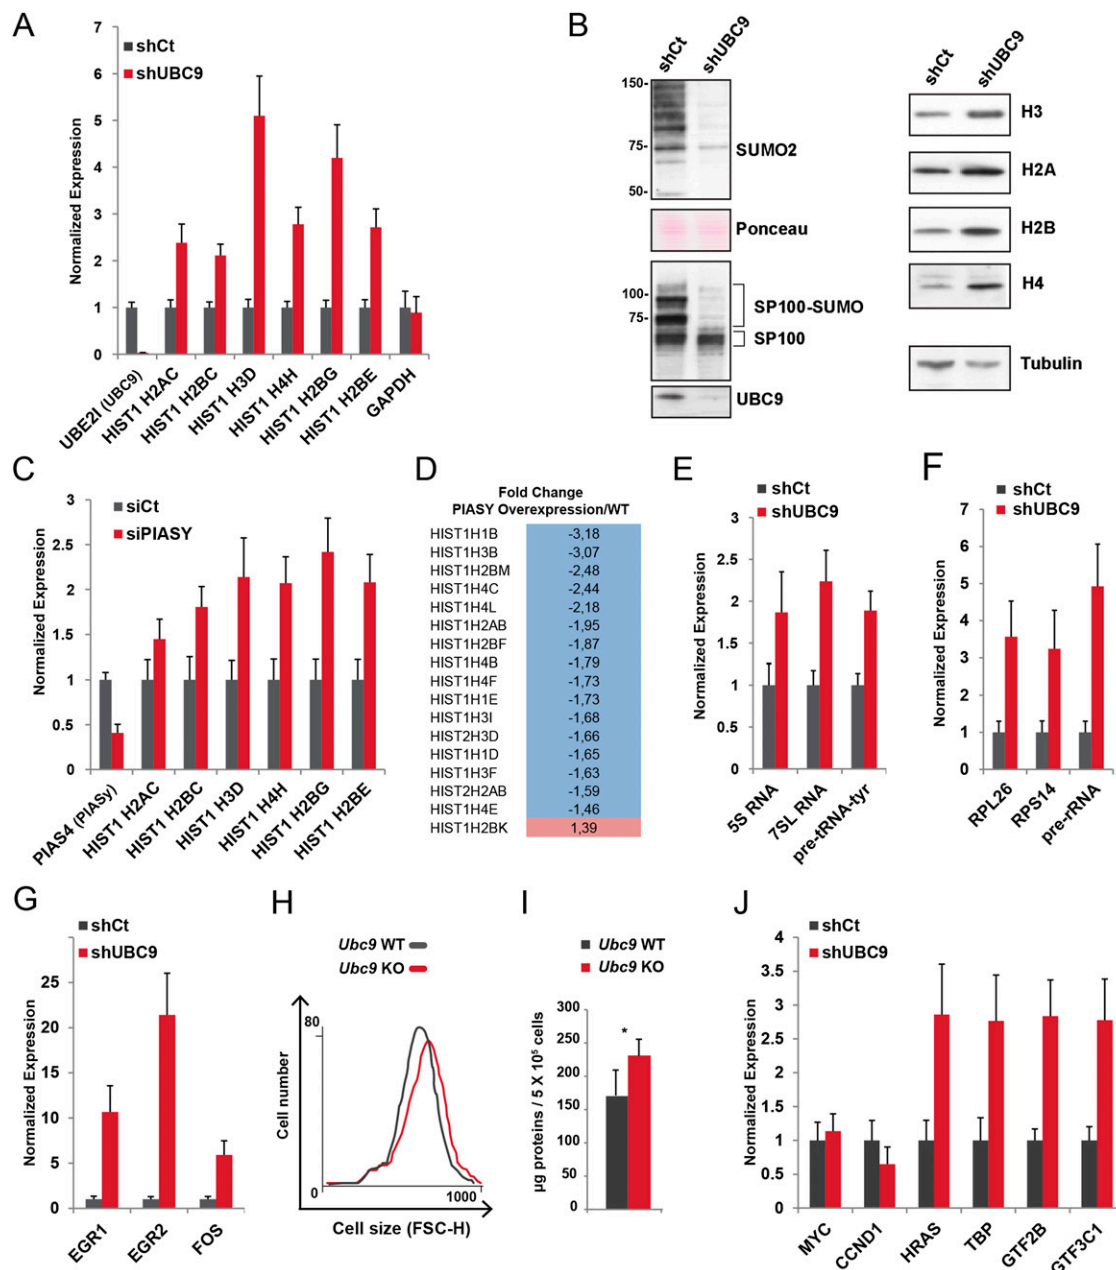 A
shCt
shUBC9
Normalized Expression
7
6
5
4
3
2
1
0
UBE2I (UBC9)
HIST1 H2AC
HIST1 H2BC
HIST1 H3D
HIST1 H4H
HIST1 H2BG
HIST1 H2BE
GAPDH
B
shCt
shUBC9
150-
75-
50-
SUMO2
Ponceau
100-
75-
SP100-SUMO
SP100
UBC9
shCt
shUBC9
H3
H2A
H2B
H4
Tubulin
C
siCt
siPIASY
Normalized Expression
3
2.5
2
1.5
1
0.5
0
PIAS4 (PIASy)
HIST1 H2AC
HIST1 H2BC
HIST1 H3D
HIST1 H4H
HIST1 H2BG
HIST1 H2BE
D
Fold Change
PIASY Overexpression/WT
HIST1H1B -3,18
HIST1H3B -3,07
HIST1H2BM -2,48
HIST1H4C -2,44
HIST1H4L -2,18
HIST1H2AB -1,95
HIST1H2BF -1,87
HIST1H4B -1,79
HIST1H4F -1,73
HIST1H1E -1,73
HIST1H3I -1,68
HIST2H3D -1,66
HIST1H1D -1,65
HIST1H3F -1,63
HIST2H2AB -1,59
HIST1H4E -1,46
HIST1H2BK 1,39
E
shCt
shUBC9
Normalized Expression
3
2.5
2
1.5
1
0.5
0
5S RNA
7SL RNA
pre-tRNA-tyr
F
shCt
shUBC9
Normalized Expression
7
6
5
4
3
2
1
0
RPL26
RPS14
pre-rRNA
G
shCt
shUBC9
Normalized Expression
25
20
15
10
5
0
EGR1
EGR2
FOS
H
Ubc9 WT
Ubc9 KO
Cell number
80
0
1000
Cell size (FSC-H)
I
Ubc9 WT
Ubc9 KO
µg proteins / 5 X 10⁵ cells
300
250
200
150
100
50
0
*
J
shCt
shUBC9
Normalized Expression
4
3.5
3
2.5
2
1.5
1
0.5
0
MYC
CCND1
HRAS
TBP
GTF2B
GTF3C1